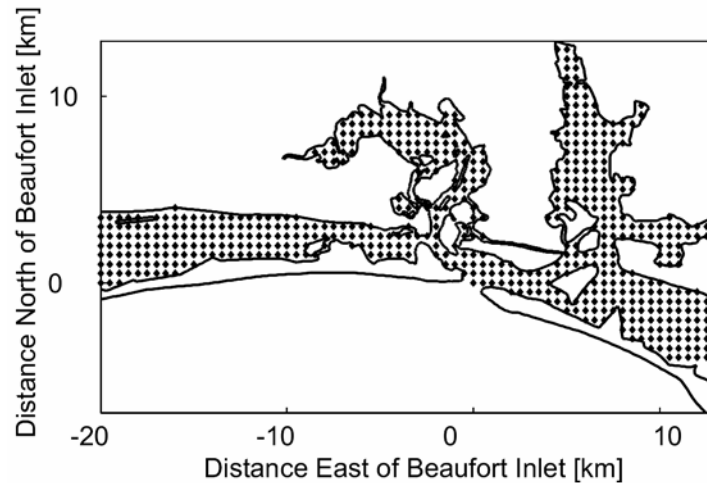 Distance North of Beaufort Inlet [km]
10
0
-20 -10 0 10
Distance East of Beaufort Inlet [km]